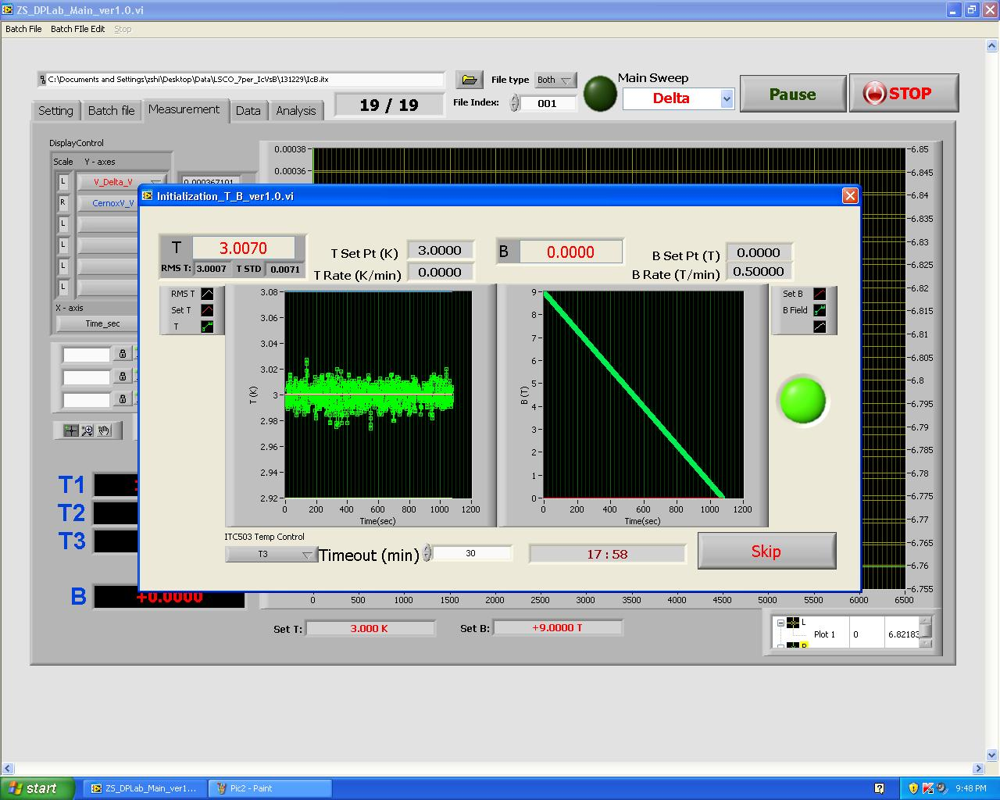 ZS_DPLab_Main_ver1.0.vi
Batch File Batch FIle Edit Stop
C:\Documents and Settings\zshi\Desktop\Data\LSCO_7per_IcVsB\131229\IcB.itx
File type Both
Main Sweep
Delta
Pause
STOP
File Index: 001
19 / 19
Setting Batch file Measurement Data Analysis
DisplayControl
Scale Y - axes
L V_Delta_V 0.000367101
R CernoxV_V
L
L
L
L
X - axis
Time_sec
0.00038
0.00036
6.85
6.845
6.84
6.835
6.83
6.825
6.82
6.815
6.81
6.805
6.8
6.795
6.79
6.785
6.78
6.775
6.77
6.765
6.76
6.755
Initialization_T_B_ver1.0.vi
T 3.0070
RMS T: 3.0007 T STD 0.0071
T Set Pt (K) 3.0000
T Rate (K/min) 0.0000
B 0.0000
B Set Pt (T) 0.0000
B Rate (T/min) 0.50000
RMS T
Set T
T
3.08
3.06
3.04
3.02
3
2.98
2.96
2.94
2.92
T (K)
0 200 400 600 800 1000 1200
Time(sec)
9
8
7
6
5
4
3
2
1
0
B (T)
0 200 400 600 800 1000 1200
Time(sec)
Set B
B Field
ITC503 Temp Control
T3
Timeout (min) 30
17:58
Skip
T1
T2
T3
B +0.0000
0 500 1000 1500 2000 2500 3000 3500 4000 4500 5000 5500 6000 6500
Set T: 3.000 K Set B: +9.0000 T
L
Plot 1 0 6.82183
R
start ZS_DPLab_Main_ver1... Pic2 - Paint 9:48 PM